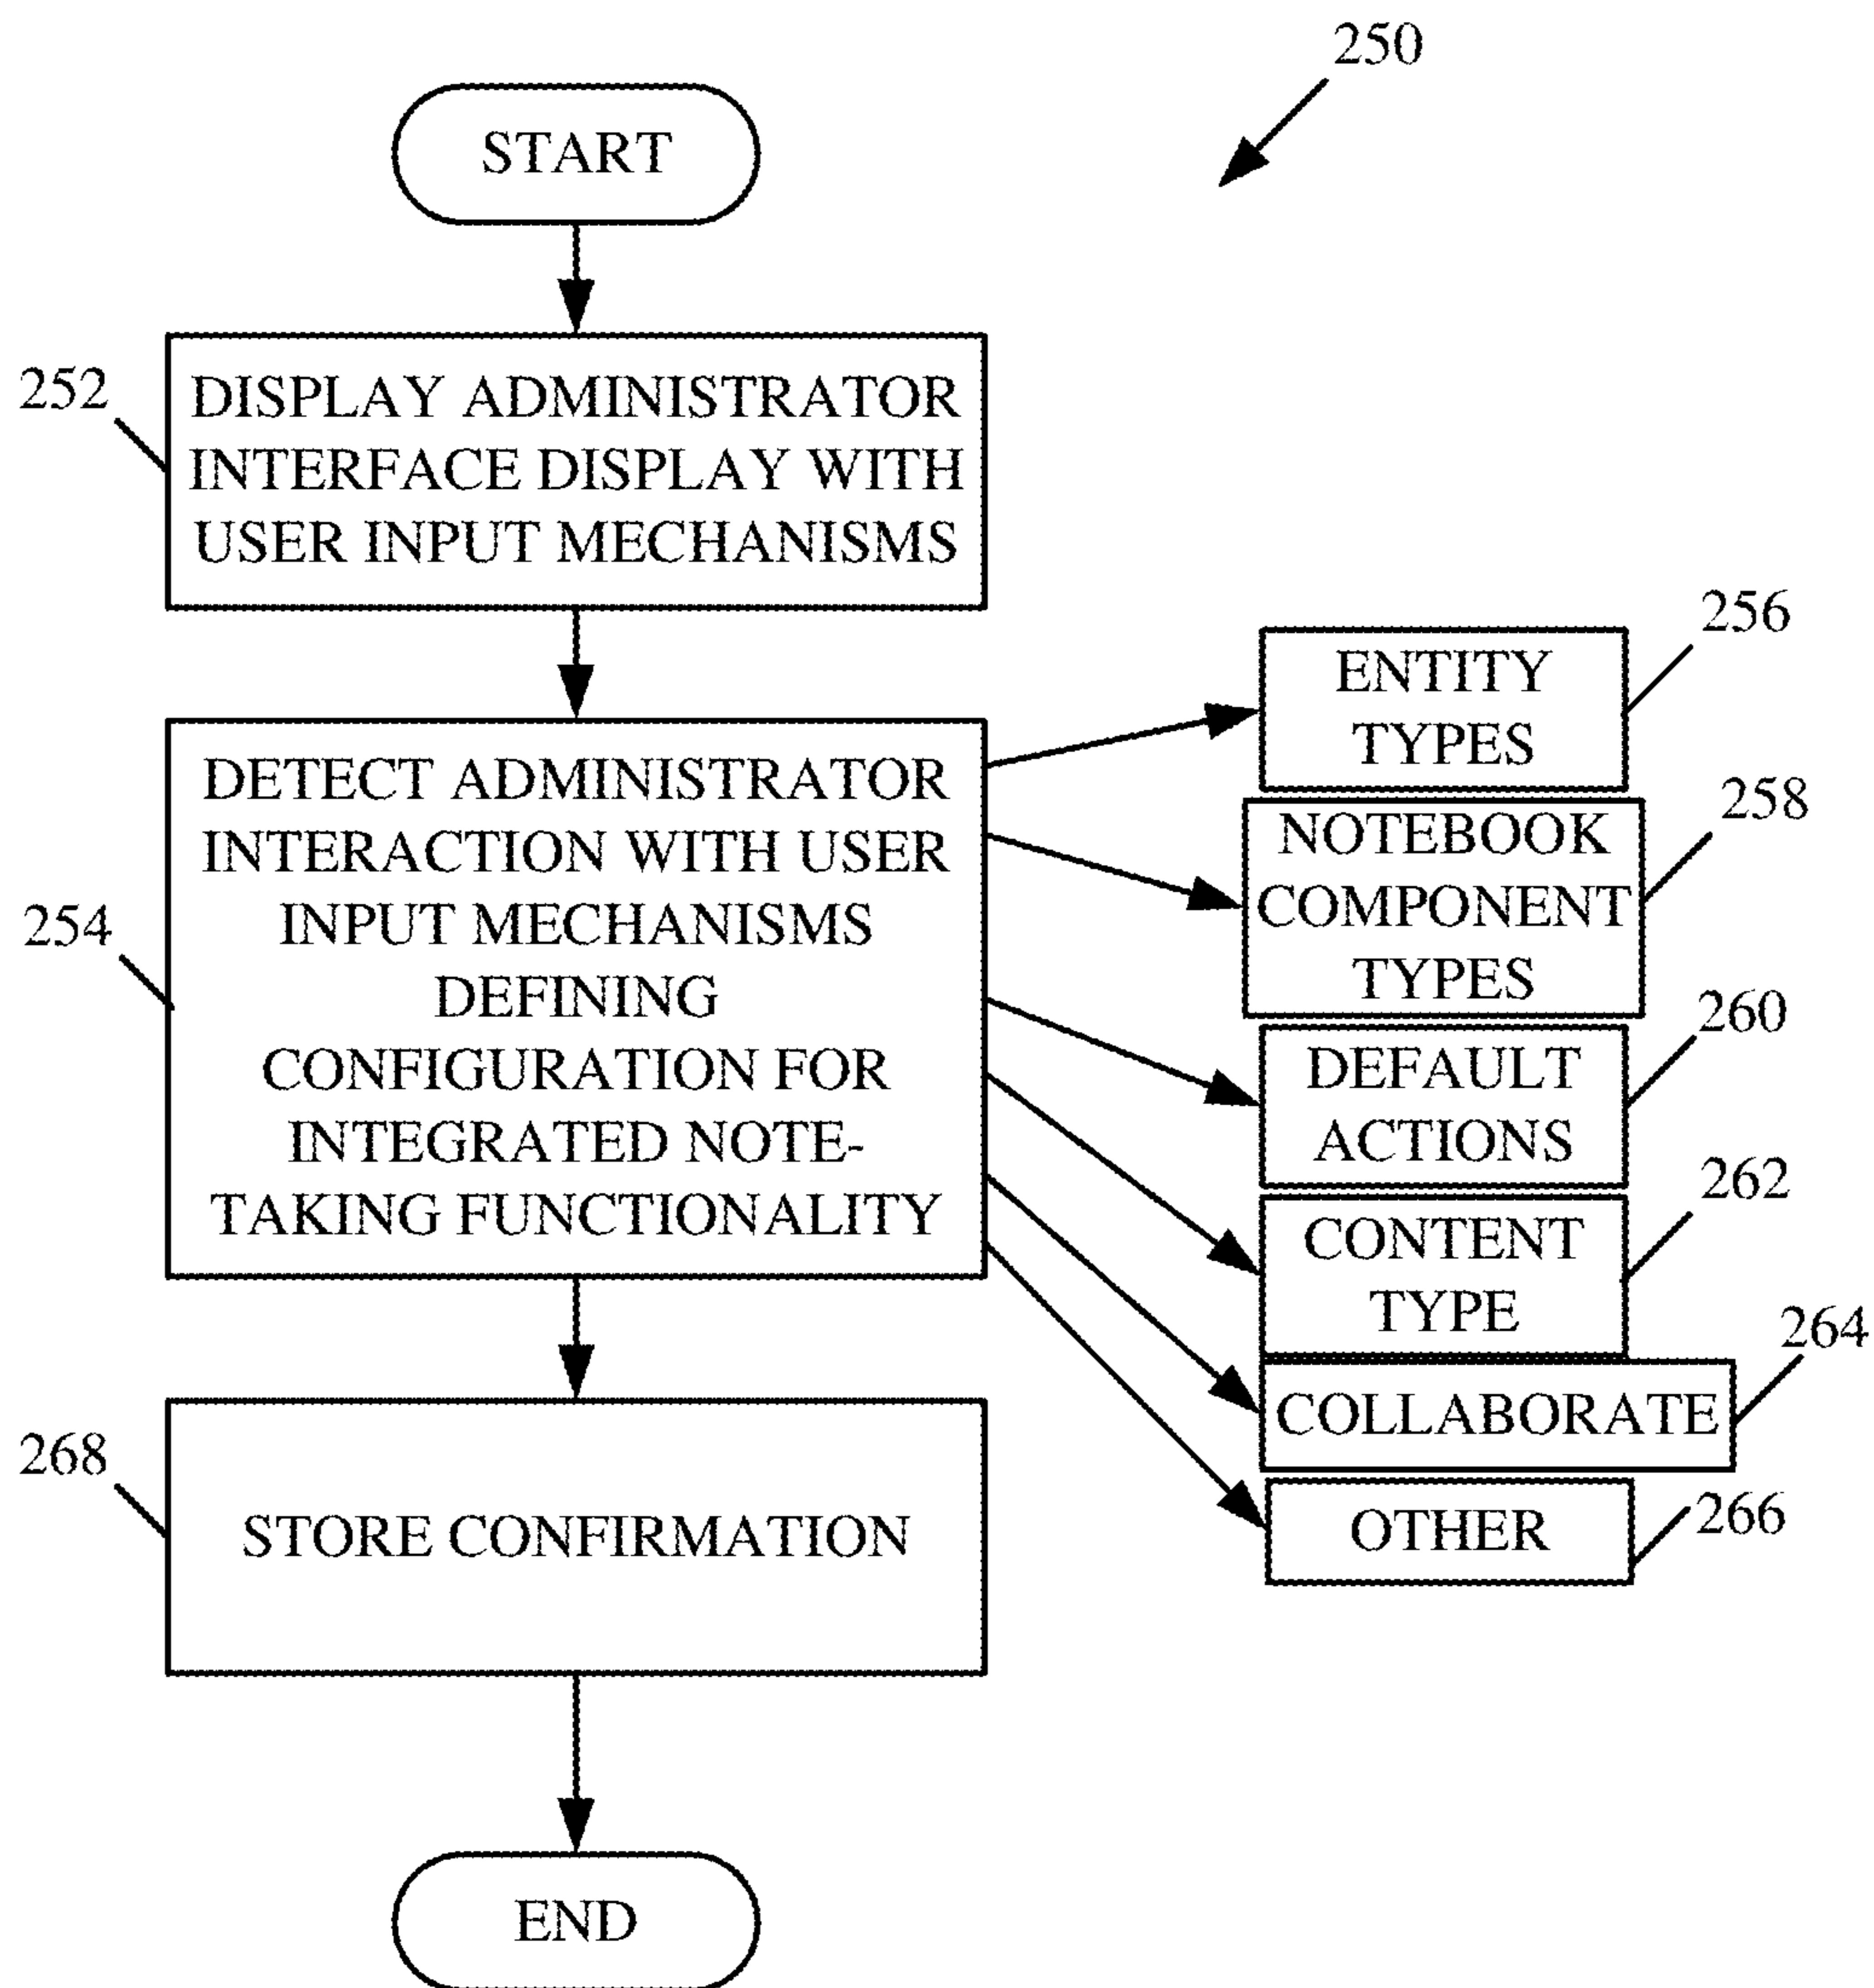 250
START
252
DISPLAY ADMINISTRATOR
INTERFACE DISPLAY WITH
USER INPUT MECHANISMS
254
DETECT ADMINISTRATOR
INTERACTION WITH USER
INPUT MECHANISMS
DEFINING
CONFIGURATION FOR
INTEGRATED NOTE-
TAKING FUNCTIONALITY
256
ENTITY
TYPES
258
NOTEBOOK
COMPONENT
TYPES
260
DEFAULT
ACTIONS
262
CONTENT
TYPE
264
COLLABORATE
266
OTHER
268
STORE CONFIRMATION
END